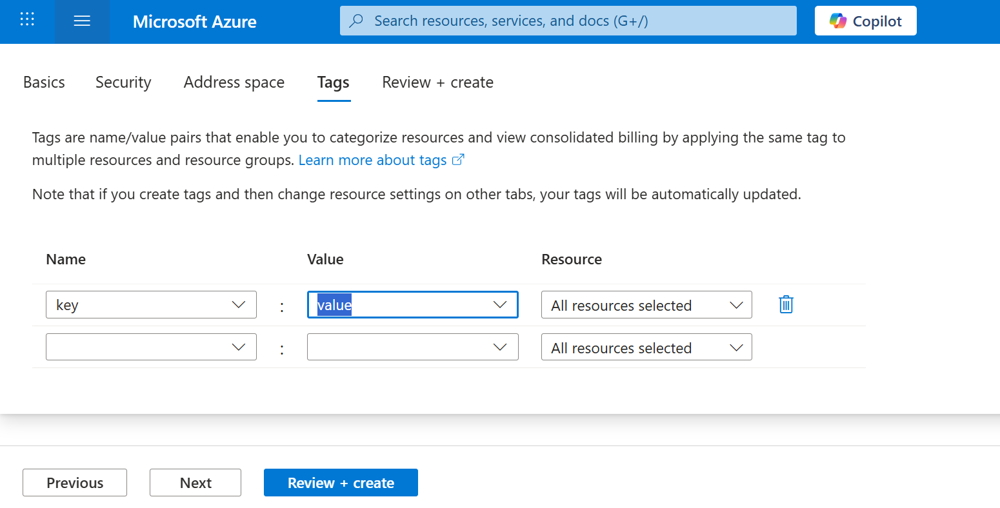 Microsoft Azure
Search resources, services, and docs (G+/)
Copilot
Basics
Security
Address space
Tags
Review + create
Tags are name/value pairs that enable you to categorize resources and view consolidated billing by applying the same tag to
multiple resources and resource groups. Learn more about tags
Note that if you create tags and then change resource settings on other tabs, your tags will be automatically updated.
Name
Value
Resource
key
:
value
All resources selected
:
All resources selected
Previous
Next
Review + create